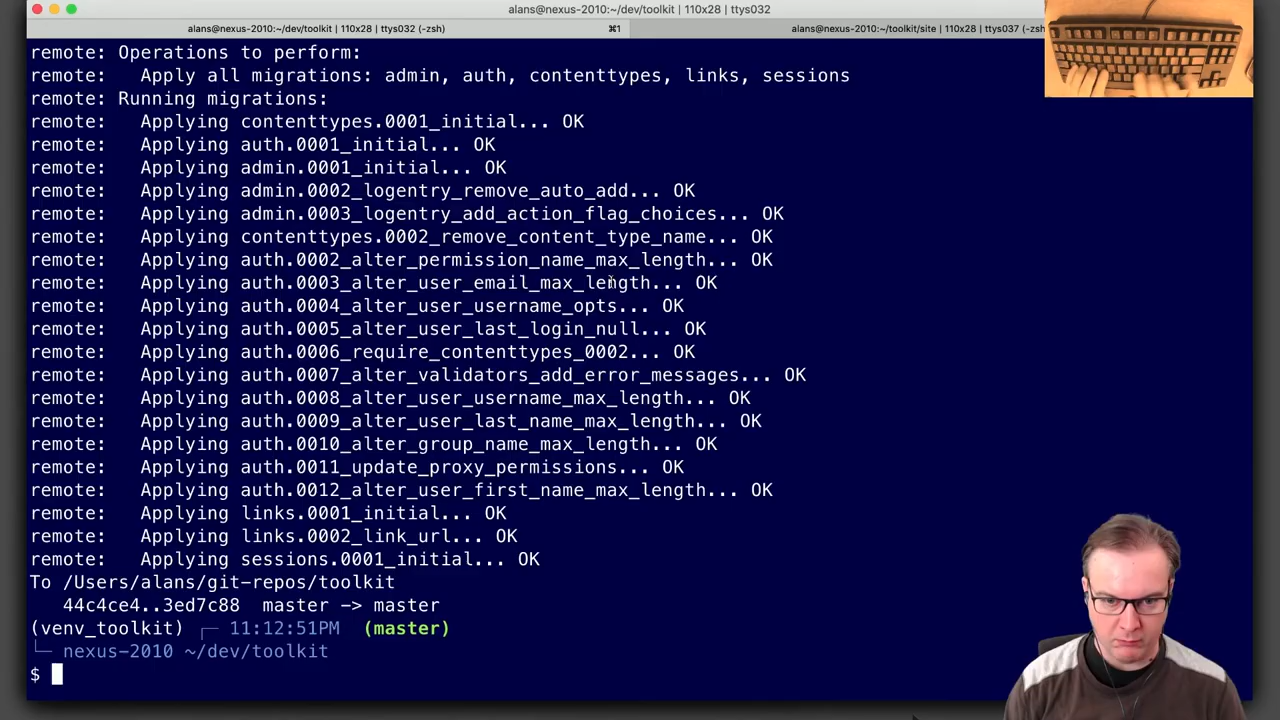 alans@nexus-2010:~/dev/toolkit | 110x28 | ttys032
alans@nexus-2010:~/dev/toolkit | 110x28 | ttys032 (-zsh) ⌘1 alans@nexus-2010:~/toolkit/site | 110x28 | ttys037 (-zsh)
remote: Operations to perform:
remote:   Apply all migrations: admin, auth, contenttypes, links, sessions
remote: Running migrations:
remote:   Applying contenttypes.0001_initial... OK
remote:   Applying auth.0001_initial... OK
remote:   Applying admin.0001_initial... OK
remote:   Applying admin.0002_logentry_remove_auto_add... OK
remote:   Applying admin.0003_logentry_add_action_flag_choices... OK
remote:   Applying contenttypes.0002_remove_content_type_name... OK
remote:   Applying auth.0002_alter_permission_name_max_length... OK
remote:   Applying auth.0003_alter_user_email_max_length... OK
remote:   Applying auth.0004_alter_user_username_opts... OK
remote:   Applying auth.0005_alter_user_last_login_null... OK
remote:   Applying auth.0006_require_contenttypes_0002... OK
remote:   Applying auth.0007_alter_validators_add_error_messages... OK
remote:   Applying auth.0008_alter_user_username_max_length... OK
remote:   Applying auth.0009_alter_user_last_name_max_length... OK
remote:   Applying auth.0010_alter_group_name_max_length... OK
remote:   Applying auth.0011_update_proxy_permissions... OK
remote:   Applying auth.0012_alter_user_first_name_max_length... OK
remote:   Applying links.0001_initial... OK
remote:   Applying links.0002_link_url... OK
remote:   Applying sessions.0001_initial... OK
To /Users/alans/git-repos/toolkit
   44c4ce4..3ed7c88  master -> master
(venv_toolkit) ┌─ 11:12:51PM  (master)
└─ nexus-2010 ~/dev/toolkit
$